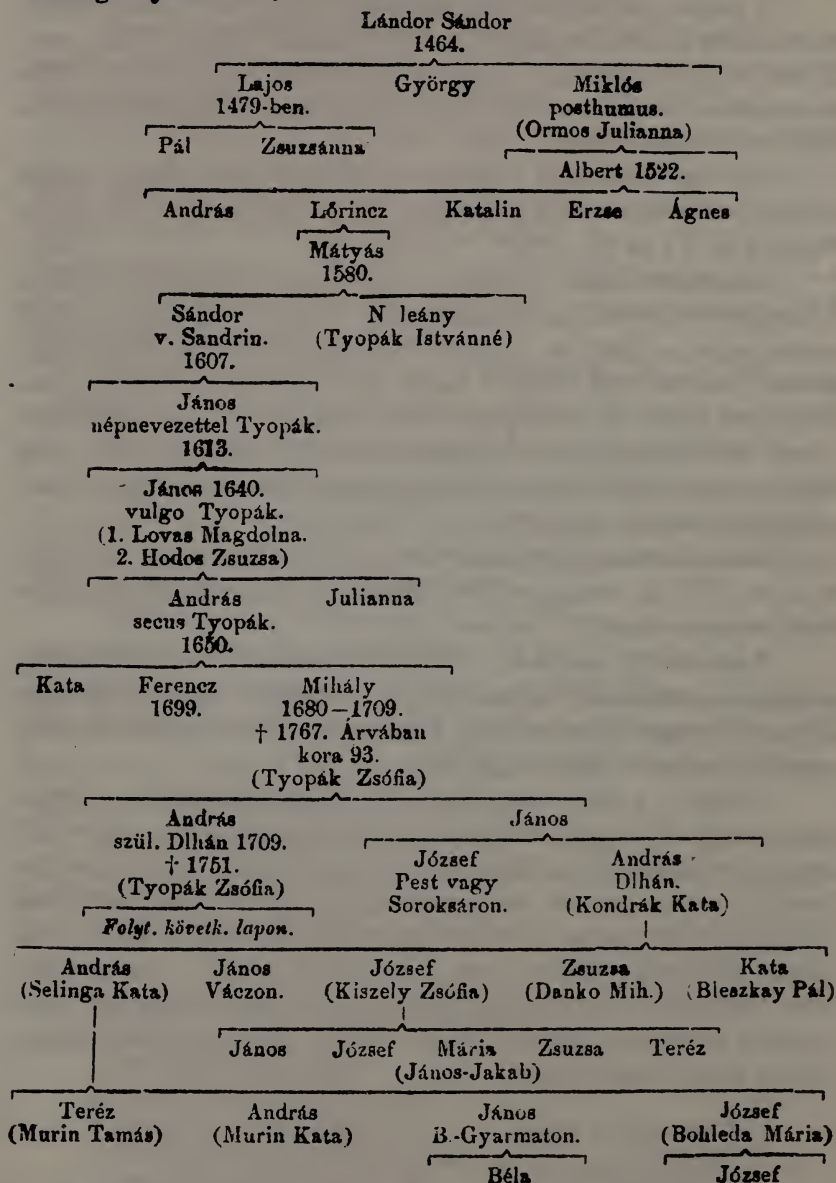 Lándor Sándor
1464.
Lajos György Miklós
1479-ben. posthumus.
(Ormos Julianna)
Pál Zsuzsánna
Albert 1522.
András Lőrincz Katalin Erzse Ágnes
Mátyás
1580.
Sándor N leány
v. Sandrin. (Tyopák Istvánné)
1607.
János
népnevezettel Tyopák.
1613.
János 1640.
vulgo Tyopák.
(1. Lovas Magdolna.
2. Hodos Zsuzsa)
András Julianna
secus Tyopák.
1650.
Kata Ferencz Mihály
1699. 1680–1709.
† 1767. Árvában
kora 93.
(Tyopák Zsófia)
András János
szül. Dlhán 1709.
† 1751. József András
(Tyopák Zsófia) Pest vagy Dlhán.
Soroksáron. (Kondrák Kata)
Folyt. követk. lapon.
András János József Zsuzsa Kata
(Selinga Kata) Váczon. (Kiszely Zsófia) (Danko Mih.) (Bleszkay Pál)
János József Mária Zsuzsa Teréz
(János-Jakab)
Teréz András János József
(Murin Tamás) (Murin Kata) B.-Gyarmaton. (Bohleda Mária)
Béla József